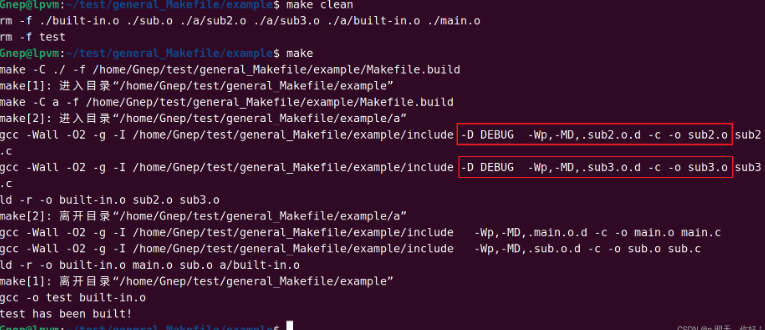 Gnep@lpvm:~/test/general_Makefile/example$ make clean
rm -f ./built-in.o ./sub.o ./a/sub2.o ./a/sub3.o ./a/built-in.o ./main.o
rm -f test
Gnep@lpvm:~/test/general_Makefile/example$ make
make -C ./ -f /home/Gnep/test/general_Makefile/example/Makefile.build
make[1]: 进入目录“/home/Gnep/test/general_Makefile/example”
make -C a -f /home/Gnep/test/general_Makefile/example/Makefile.build
make[2]: 进入目录“/home/Gnep/test/general_Makefile/example/a”
gcc -Wall -O2 -g -I /home/Gnep/test/general_Makefile/example/include -D DEBUG  -Wp,-MD,.sub2.o.d -c -o sub2.o sub2
.c
gcc -Wall -O2 -g -I /home/Gnep/test/general_Makefile/example/include -D DEBUG  -Wp,-MD,.sub3.o.d -c -o sub3.o sub3
.c
ld -r -o built-in.o sub2.o sub3.o
make[2]: 离开目录“/home/Gnep/test/general_Makefile/example/a”
gcc -Wall -O2 -g -I /home/Gnep/test/general_Makefile/example/include   -Wp,-MD,.main.o.d -c -o main.o main.c
gcc -Wall -O2 -g -I /home/Gnep/test/general_Makefile/example/include   -Wp,-MD,.sub.o.d -c -o sub.o sub.c
ld -r -o built-in.o main.o sub.o a/built-in.o
make[1]: 离开目录“/home/Gnep/test/general_Makefile/example”
gcc -o test built-in.o
test has been built!
Gnep@lpvm:~/test/general_Makefile/example$
CSDN @e 明天,你好!